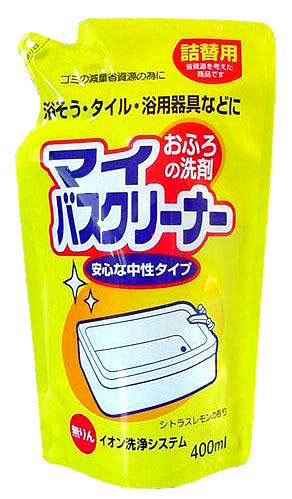 詰替用
省資源を考えた
商品です
ゴミの減量省資源の為に
浴そう・タイル・浴用器具などに
マイ
おふろ
の洗剤
バスクリーナー
安心な中性タイプ
シトラスレモンの香り
無りん
イオン洗浄システム
400ml